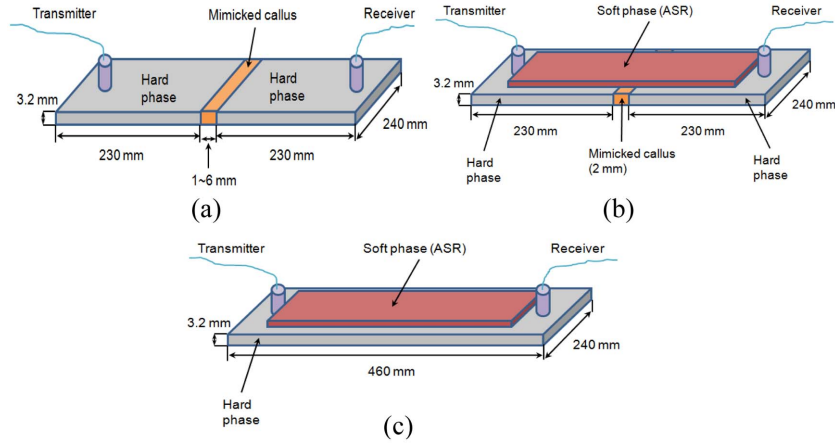 Transmitter
Mimicked callus
Receiver
Hard
phase
Hard
phase
3.2 mm
240 mm
230 mm
230 mm
1~6 mm
(a)
Transmitter
Soft phase (ASR)
Receiver
3.2 mm
240 mm
230 mm
230 mm
Hard
phase
Mimicked callus
(2 mm)
Hard
phase
(b)
Transmitter
Soft phase (ASR)
Receiver
3.2 mm
240 mm
460 mm
Hard
phase
(c)